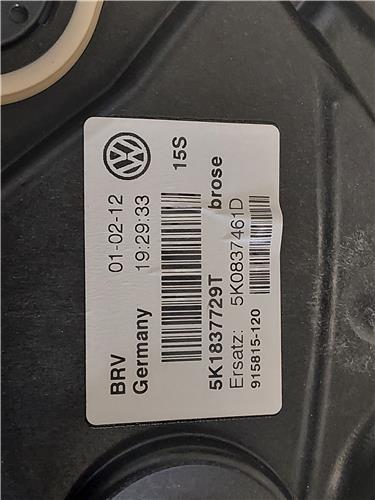 BRV 01-02-12
Germany 19:29:33 15S
5K1837729T brose
Ersatz: 5K0837461D
915815-120